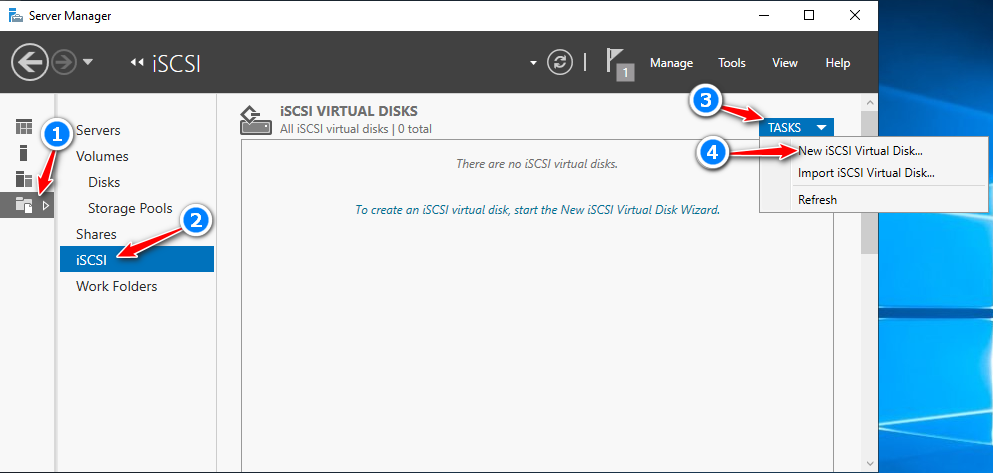 Server Manager
iSCSI
1
Manage
Tools
View
Help
Servers
Volumes
Disks
Storage Pools
Shares
iSCSI
Work Folders
1
2
iSCSI VIRTUAL DISKS
All iSCSI virtual disks | 0 total
There are no iSCSI virtual disks.
To create an iSCSI virtual disk, start the New iSCSI Virtual Disk Wizard.
3
TASKS
4
New iSCSI Virtual Disk...
Import iSCSI Virtual Disk...
Refresh